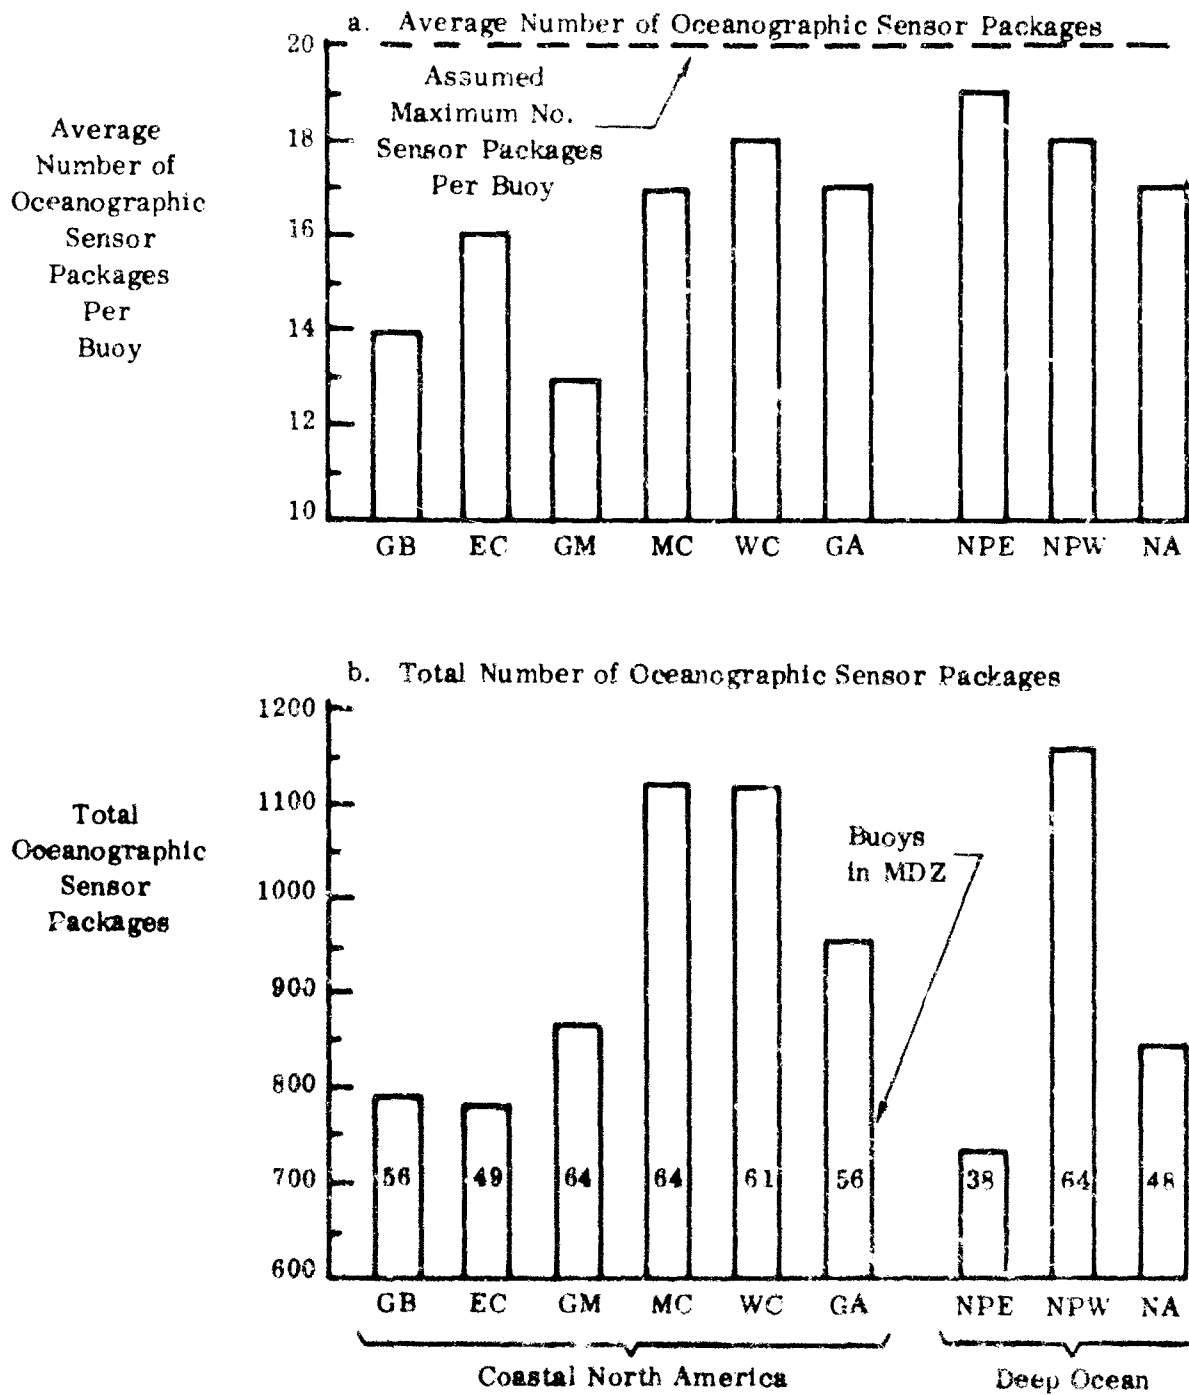 a. Average Number of Oceanographic Sensor Packages
Average
Number of
Oceanographic
Sensor
Packages
Per
Buoy
20
18
16
14
12
10
Assumed
Maximum No.
Sensor Packages
Per Buoy
GB EC GM MC WC GA NPE NPW NA
b. Total Number of Oceanographic Sensor Packages
Total
Oceanographic
Sensor
Packages
1200
1100
1000
900
800
700
600
Buoys
in MDZ
56 49 64 64 61 56 38 64 48
GB EC GM MC WC GA NPE NPW NA
Coastal North America Deep Ocean